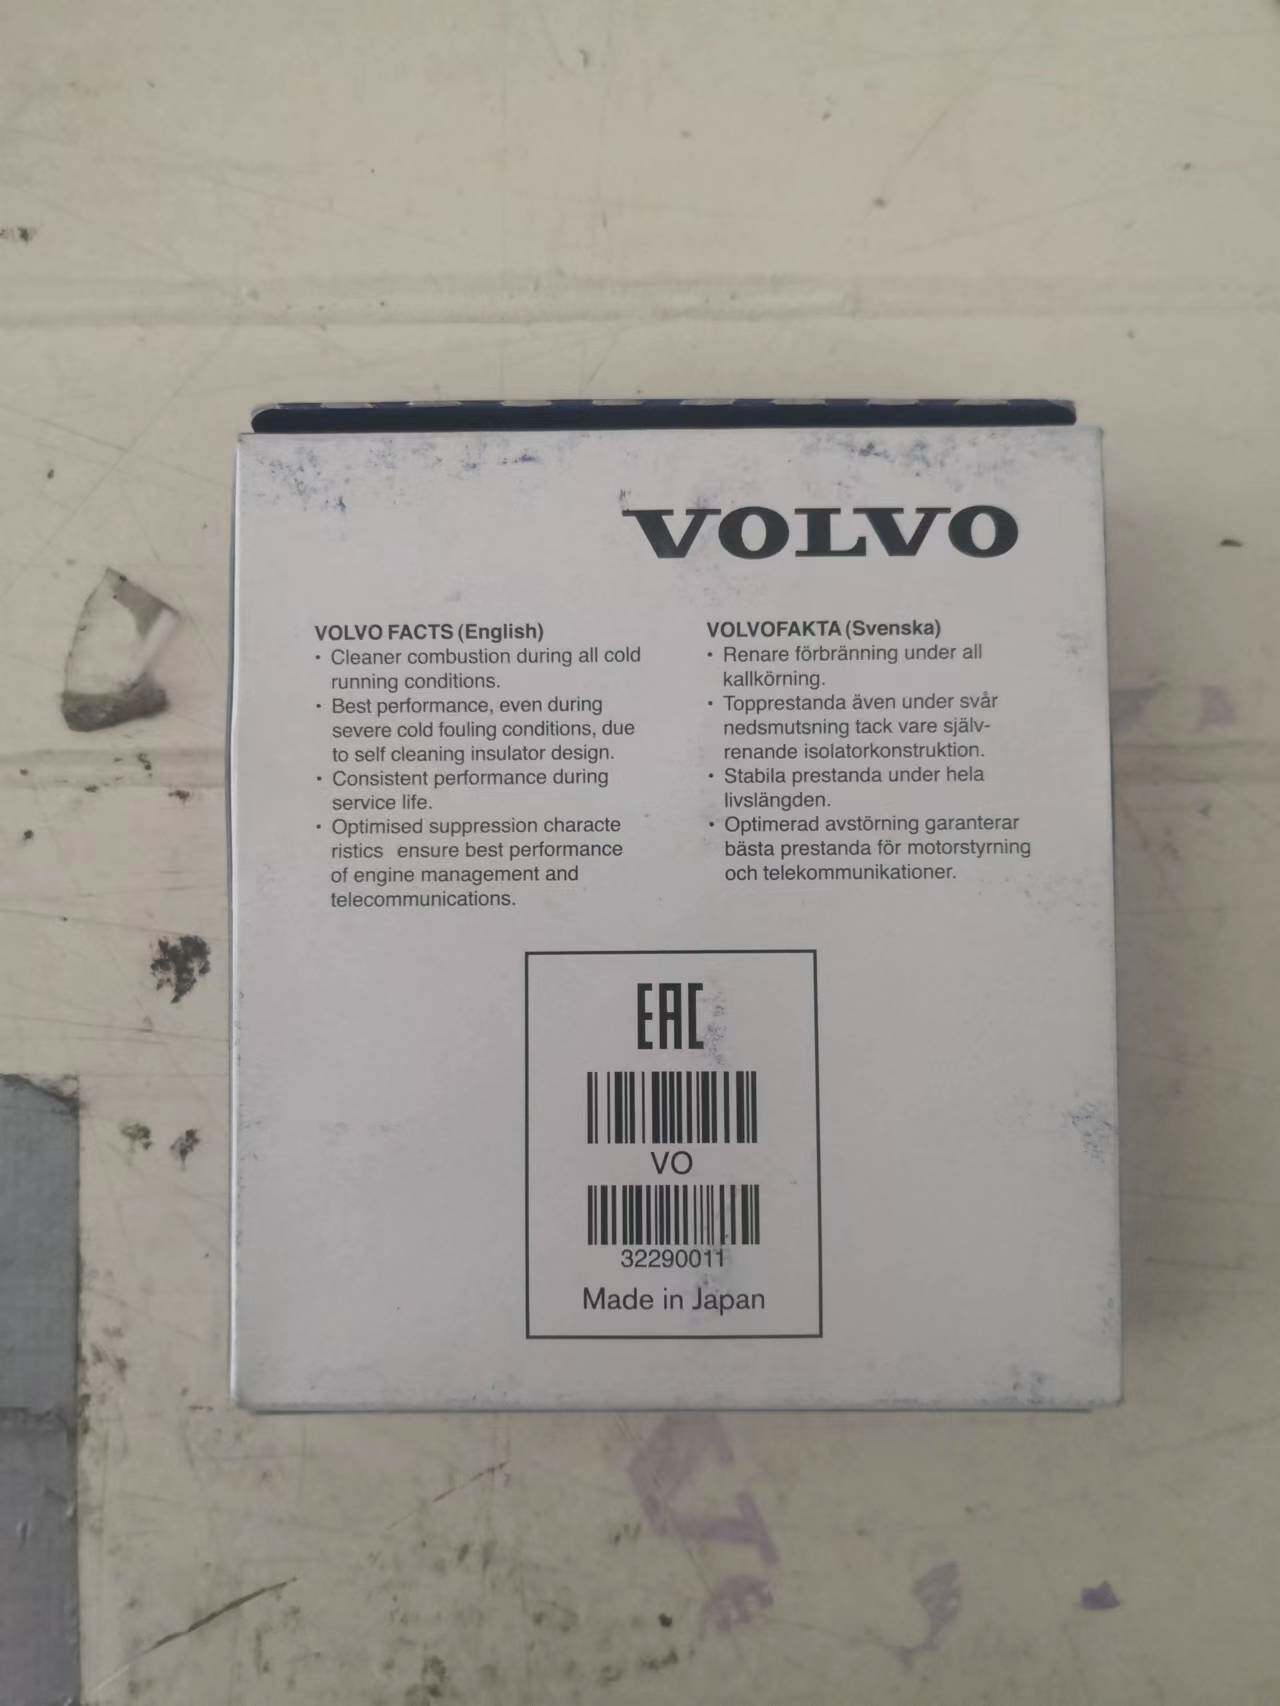 VOLVO
VOLVO FACTS (English)
• Cleaner combustion during all cold
running conditions.
• Best performance, even during
severe cold fouling conditions, due
to self cleaning insulator design.
• Consistent performance during
service life.
• Optimised suppression characte
ristics ensure best performance
of engine management and
telecommunications.
VOLVOFAKTA (Svenska)
• Renare förbränning under all
kallkörning.
• Topprestanda även under svår
nedsmutsning tack vare själv-
renande isolatorkonstruktion.
• Stabila prestanda under hela
livslängden.
• Optimerad avstörning garanterar
bästa prestanda för motorstyrning
och telekommunikationer.
EAC
VO
32290011
Made in Japan